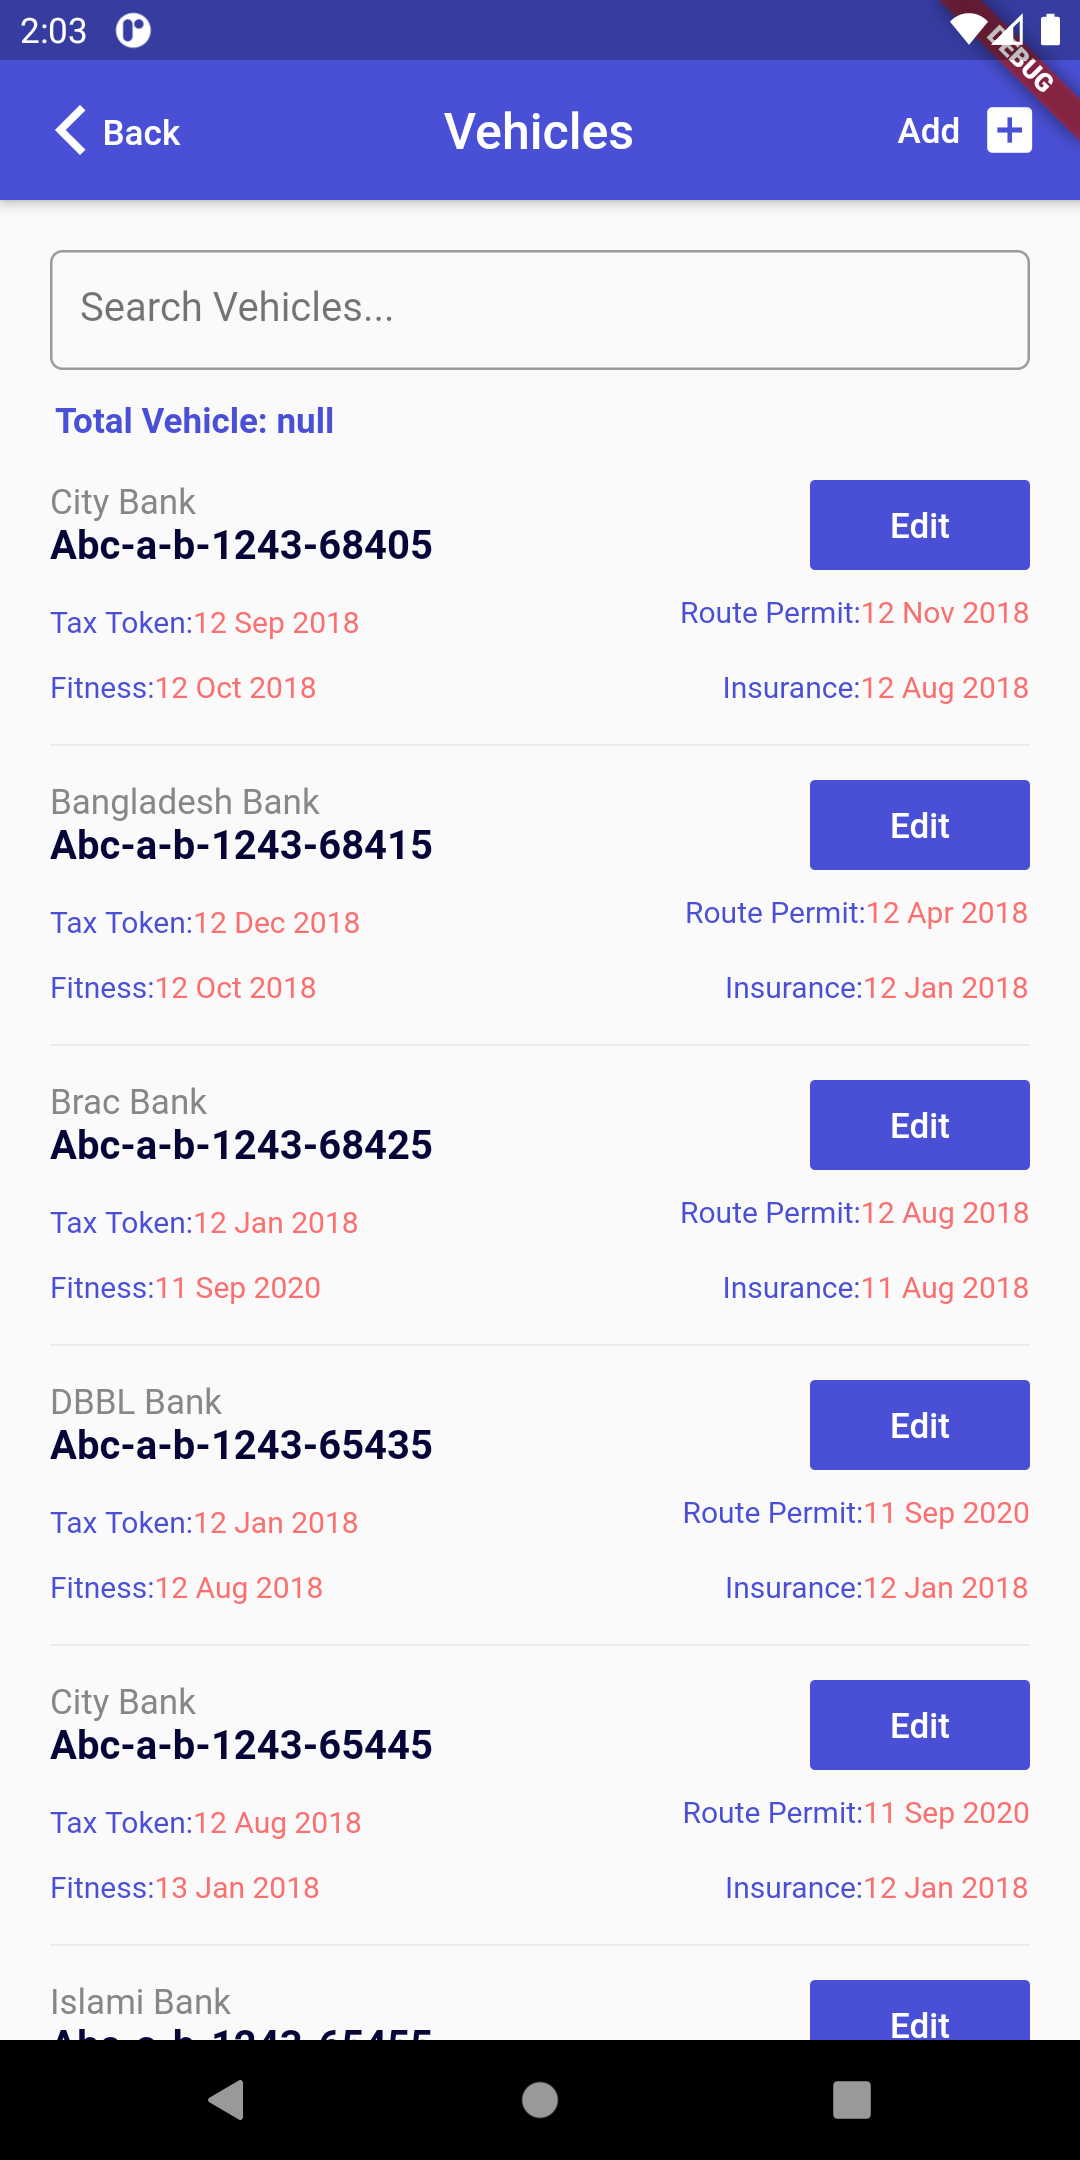 2:03
DEBUG
Back
Vehicles
Add
Search Vehicles...
Total Vehicle: null
City Bank
Abc-a-b-1243-68405
Edit
Tax Token:12 Sep 2018
Route Permit:12 Nov 2018
Fitness:12 Oct 2018
Insurance:12 Aug 2018
Bangladesh Bank
Abc-a-b-1243-68415
Edit
Tax Token:12 Dec 2018
Route Permit:12 Apr 2018
Fitness:12 Oct 2018
Insurance:12 Jan 2018
Brac Bank
Abc-a-b-1243-68425
Edit
Tax Token:12 Jan 2018
Route Permit:12 Aug 2018
Fitness:11 Sep 2020
Insurance:11 Aug 2018
DBBL Bank
Abc-a-b-1243-65435
Edit
Tax Token:12 Jan 2018
Route Permit:11 Sep 2020
Fitness:12 Aug 2018
Insurance:12 Jan 2018
City Bank
Abc-a-b-1243-65445
Edit
Tax Token:12 Aug 2018
Route Permit:11 Sep 2020
Fitness:13 Jan 2018
Insurance:12 Jan 2018
Islami Bank
Abc-a-b-1243-65455
Edit